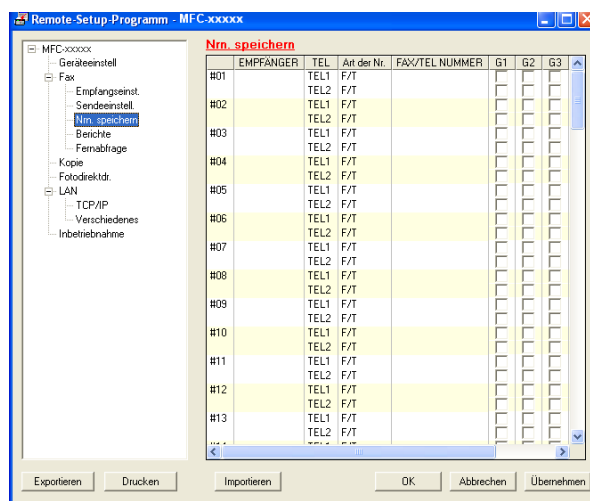 Remote-Setup-Programm - MFC-xxxxx
MFC-xxxxx
Geräteeinstell
Fax
Empfangseinst.
Sendeeinstell.
Nrn. speichern
Berichte
Fernabfrage
Kopie
Fotodirektdr.
LAN
TCP/IP
Verschiedenes
Inbetriebnahme
Nrn. speichern
EMPFÄNGER TEL Art der Nr. FAX/TEL NUMMER G1 G2 G3
#01 TEL1 F/T
TEL2 F/T
#02 TEL1 F/T
TEL2 F/T
#03 TEL1 F/T
TEL2 F/T
#04 TEL1 F/T
TEL2 F/T
#05 TEL1 F/T
TEL2 F/T
#06 TEL1 F/T
TEL2 F/T
#07 TEL1 F/T
TEL2 F/T
#08 TEL1 F/T
TEL2 F/T
#09 TEL1 F/T
TEL2 F/T
#10 TEL1 F/T
TEL2 F/T
#11 TEL1 F/T
TEL2 F/T
#12 TEL1 F/T
TEL2 F/T
#13 TEL1 F/T
TEL2 F/T
Exportieren Drucken Importieren OK Abbrechen Übernehmen